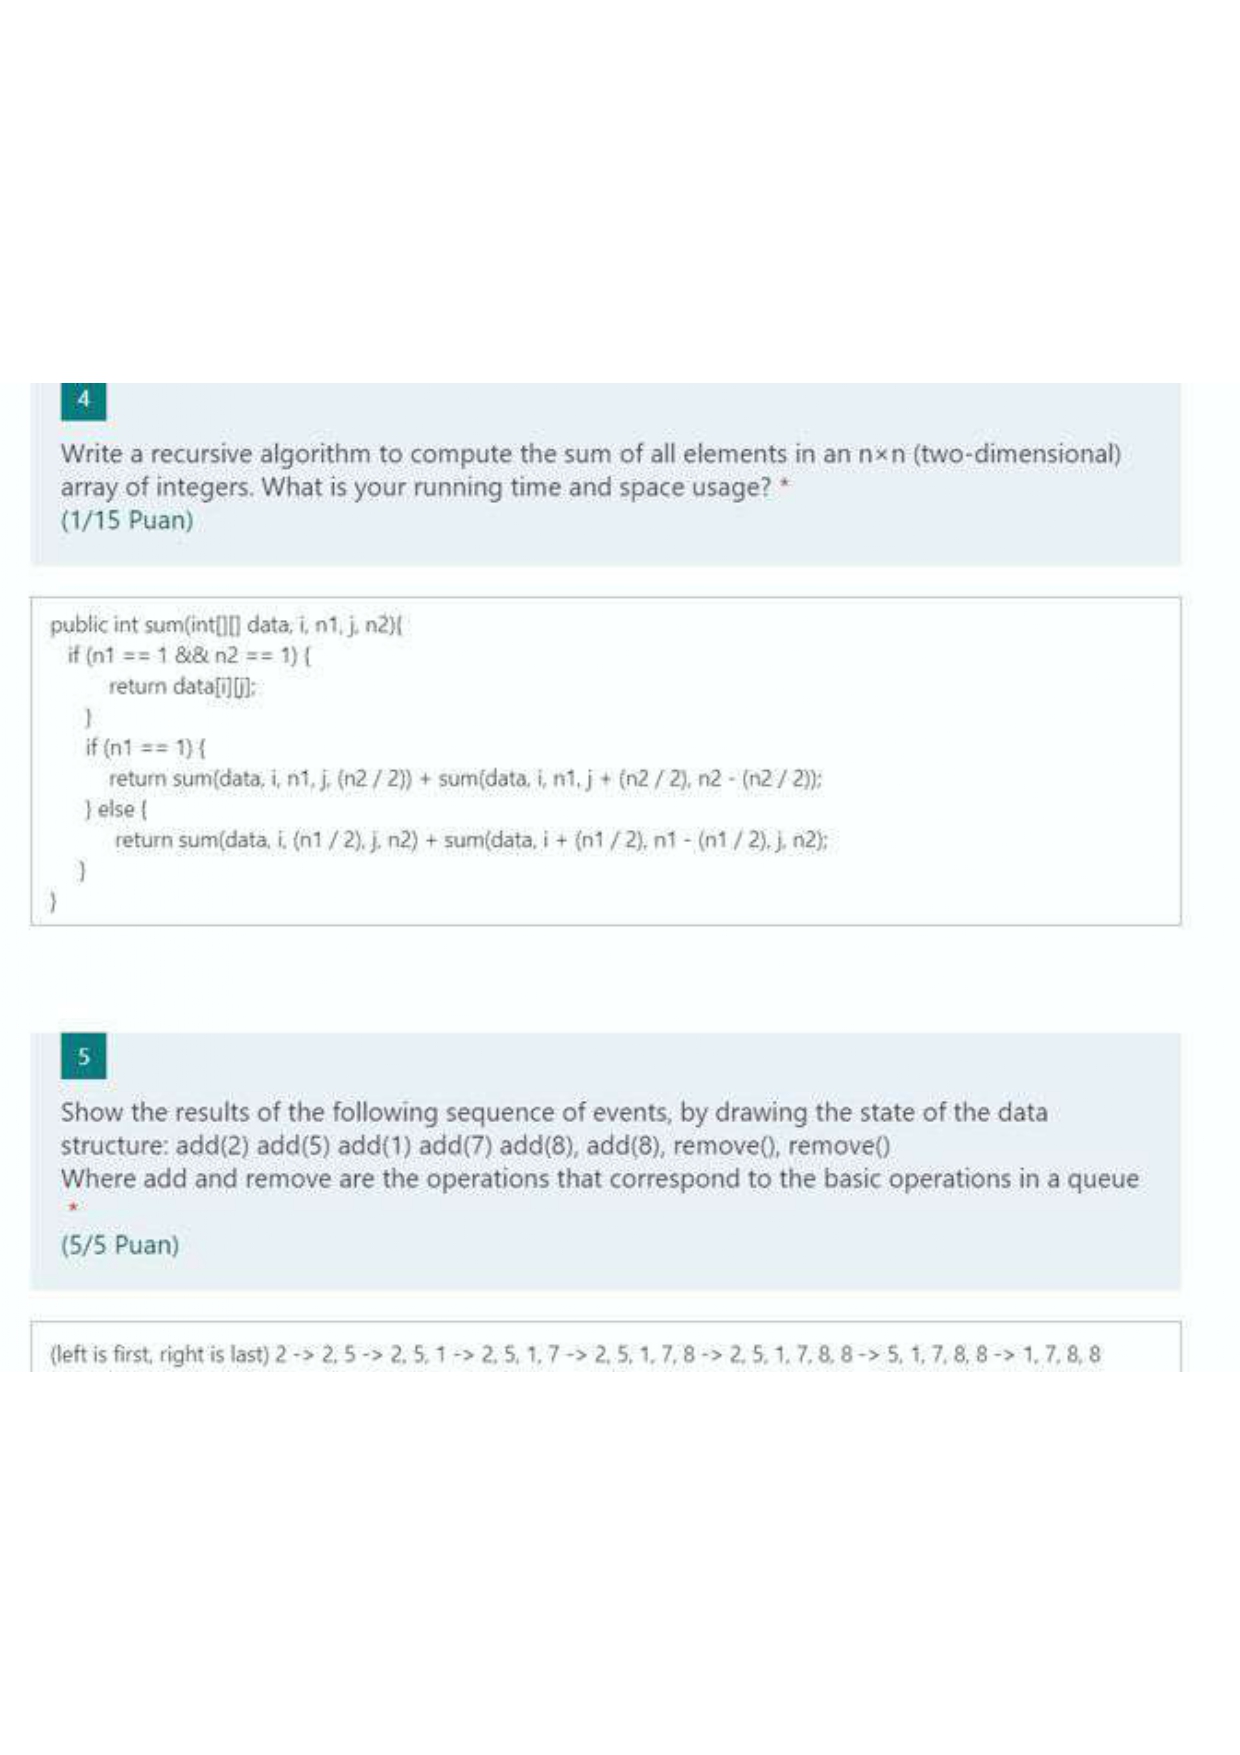 4
Write a recursive algorithm to compute the sum of all elements in an n×n (two-dimensional)
array of integers. What is your running time and space usage? *
(1/15 Puan)
public int sum(int[][] data, i, n1, j, n2){
if (n1 == 1 && n2 == 1) {
return data[i][j];
}
if (n1 == 1) {
return sum(data, i, n1, j, (n2 / 2)) + sum(data, i, n1, j + (n2 / 2), n2 - (n2 / 2));
} else {
return sum(data, i, (n1 / 2), j, n2) + sum(data, i + (n1 / 2), n1 - (n1 / 2), j, n2);
}
}
5
Show the results of the following sequence of events, by drawing the state of the data
structure: add(2) add(5) add(1) add(7) add(8), add(8), remove(), remove()
Where add and remove are the operations that correspond to the basic operations in a queue
*
(5/5 Puan)
(left is first, right is last) 2 -> 2, 5 -> 2, 5, 1 -> 2, 5, 1, 7 -> 2, 5, 1, 7, 8 -> 2, 5, 1, 7, 8, 8 -> 5, 1, 7, 8, 8 -> 1, 7, 8, 8